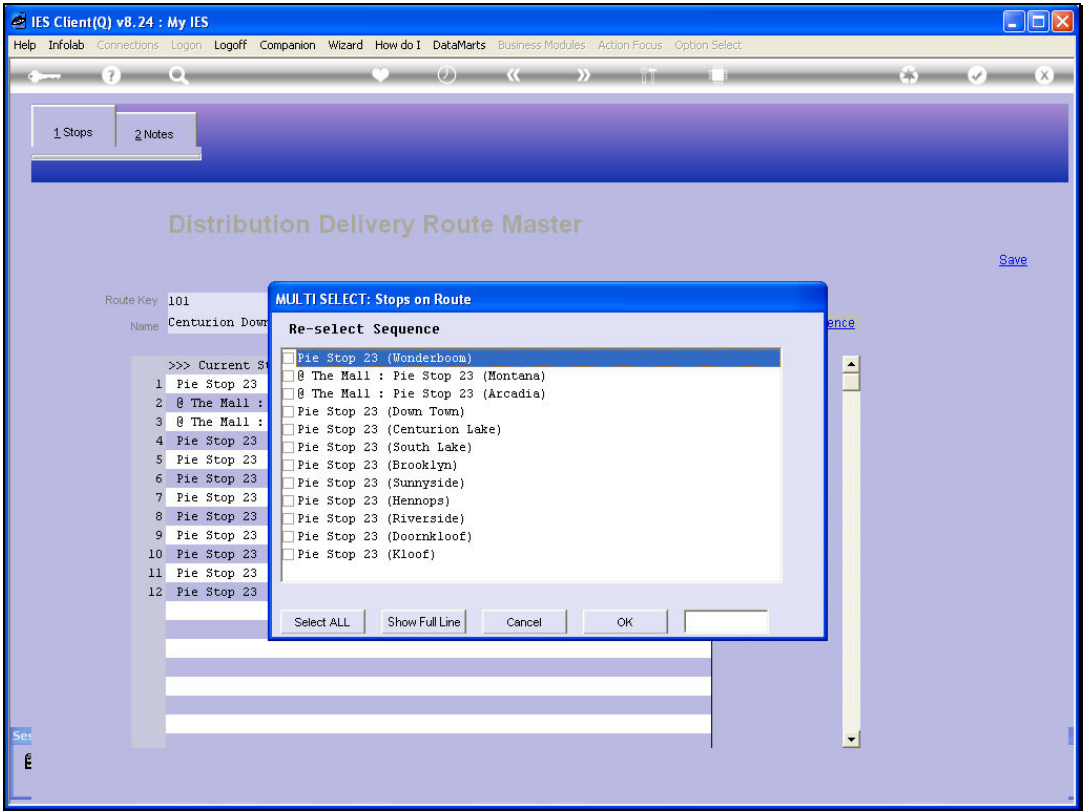 IES Client(Q) v8.24 : My IES
Help Infolab Connections Logon Logoff Companion Wizard How do I DataMarts Business Modules Action Focus Option Select
1 Stops 2 Notes
Distribution Delivery Route Master
Save
Route Key 101
Name Centurion Down
ence
>>> Current St
1 Pie Stop 23
2 @ The Mall :
3 @ The Mall :
4 Pie Stop 23
5 Pie Stop 23
6 Pie Stop 23
7 Pie Stop 23
8 Pie Stop 23
9 Pie Stop 23
10 Pie Stop 23
11 Pie Stop 23
12 Pie Stop 23
MULTI SELECT: Stops on Route
Re-select Sequence
Pie Stop 23 (Wonderboom)
@ The Mall : Pie Stop 23 (Montana)
@ The Mall : Pie Stop 23 (Arcadia)
Pie Stop 23 (Down Town)
Pie Stop 23 (Centurion Lake)
Pie Stop 23 (South Lake)
Pie Stop 23 (Brooklyn)
Pie Stop 23 (Sunnyside)
Pie Stop 23 (Hennops)
Pie Stop 23 (Riverside)
Pie Stop 23 (Doornkloof)
Pie Stop 23 (Kloof)
Select ALL Show Full Line Cancel OK
Ses